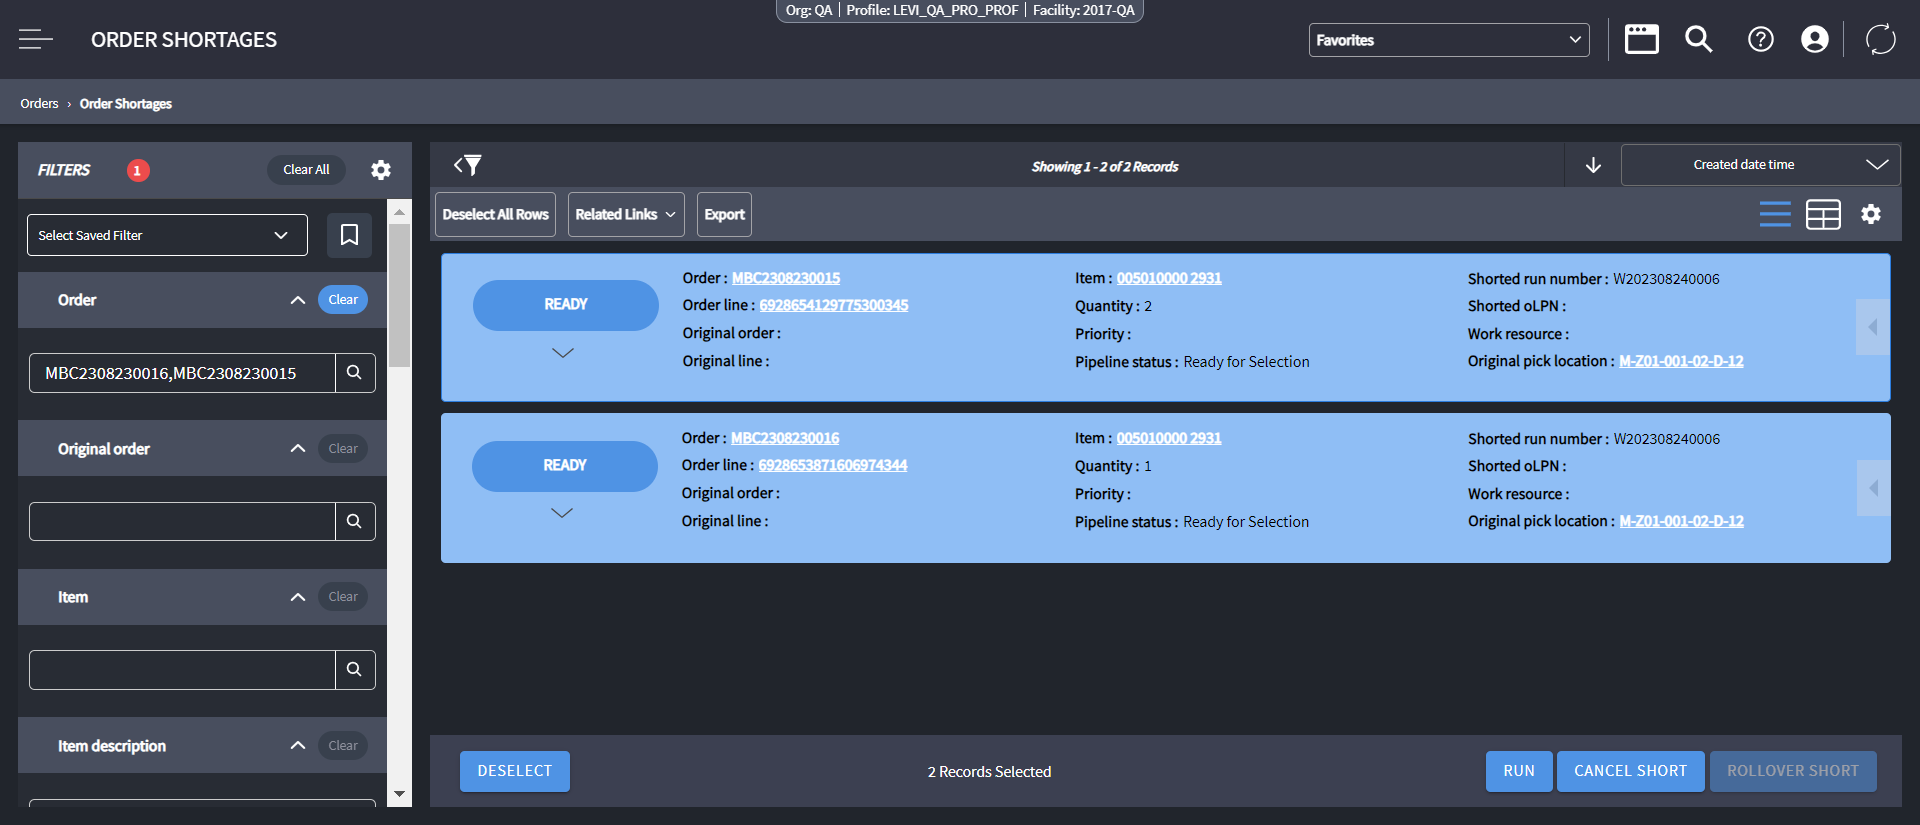 Org: QA | Profile: LEVI_QA_PRO_PROF | Facility: 2017-QA
ORDER SHORTAGES
Favorites
Orders › Order Shortages
FILTERS 1 Clear All
Select Saved Filter
Order Clear
MBC2308230016,MBC2308230015
Original order Clear
Item Clear
Item description Clear
Showing 1 - 2 of 2 Records
Created date time
Deselect All Rows Related Links Export
READY
Order : MBC2308230015
Order line : 6928654129775300345
Original order :
Original line :
Item : 005010000 2931
Quantity : 2
Priority :
Pipeline status : Ready for Selection
Shorted run number : W202308240006
Shorted oLPN :
Work resource :
Original pick location : M-Z01-001-02-D-12
READY
Order : MBC2308230016
Order line : 6928653871606974344
Original order :
Original line :
Item : 005010000 2931
Quantity : 1
Priority :
Pipeline status : Ready for Selection
Shorted run number : W202308240006
Shorted oLPN :
Work resource :
Original pick location : M-Z01-001-02-D-12
DESELECT
2 Records Selected
RUN CANCEL SHORT ROLLOVER SHORT